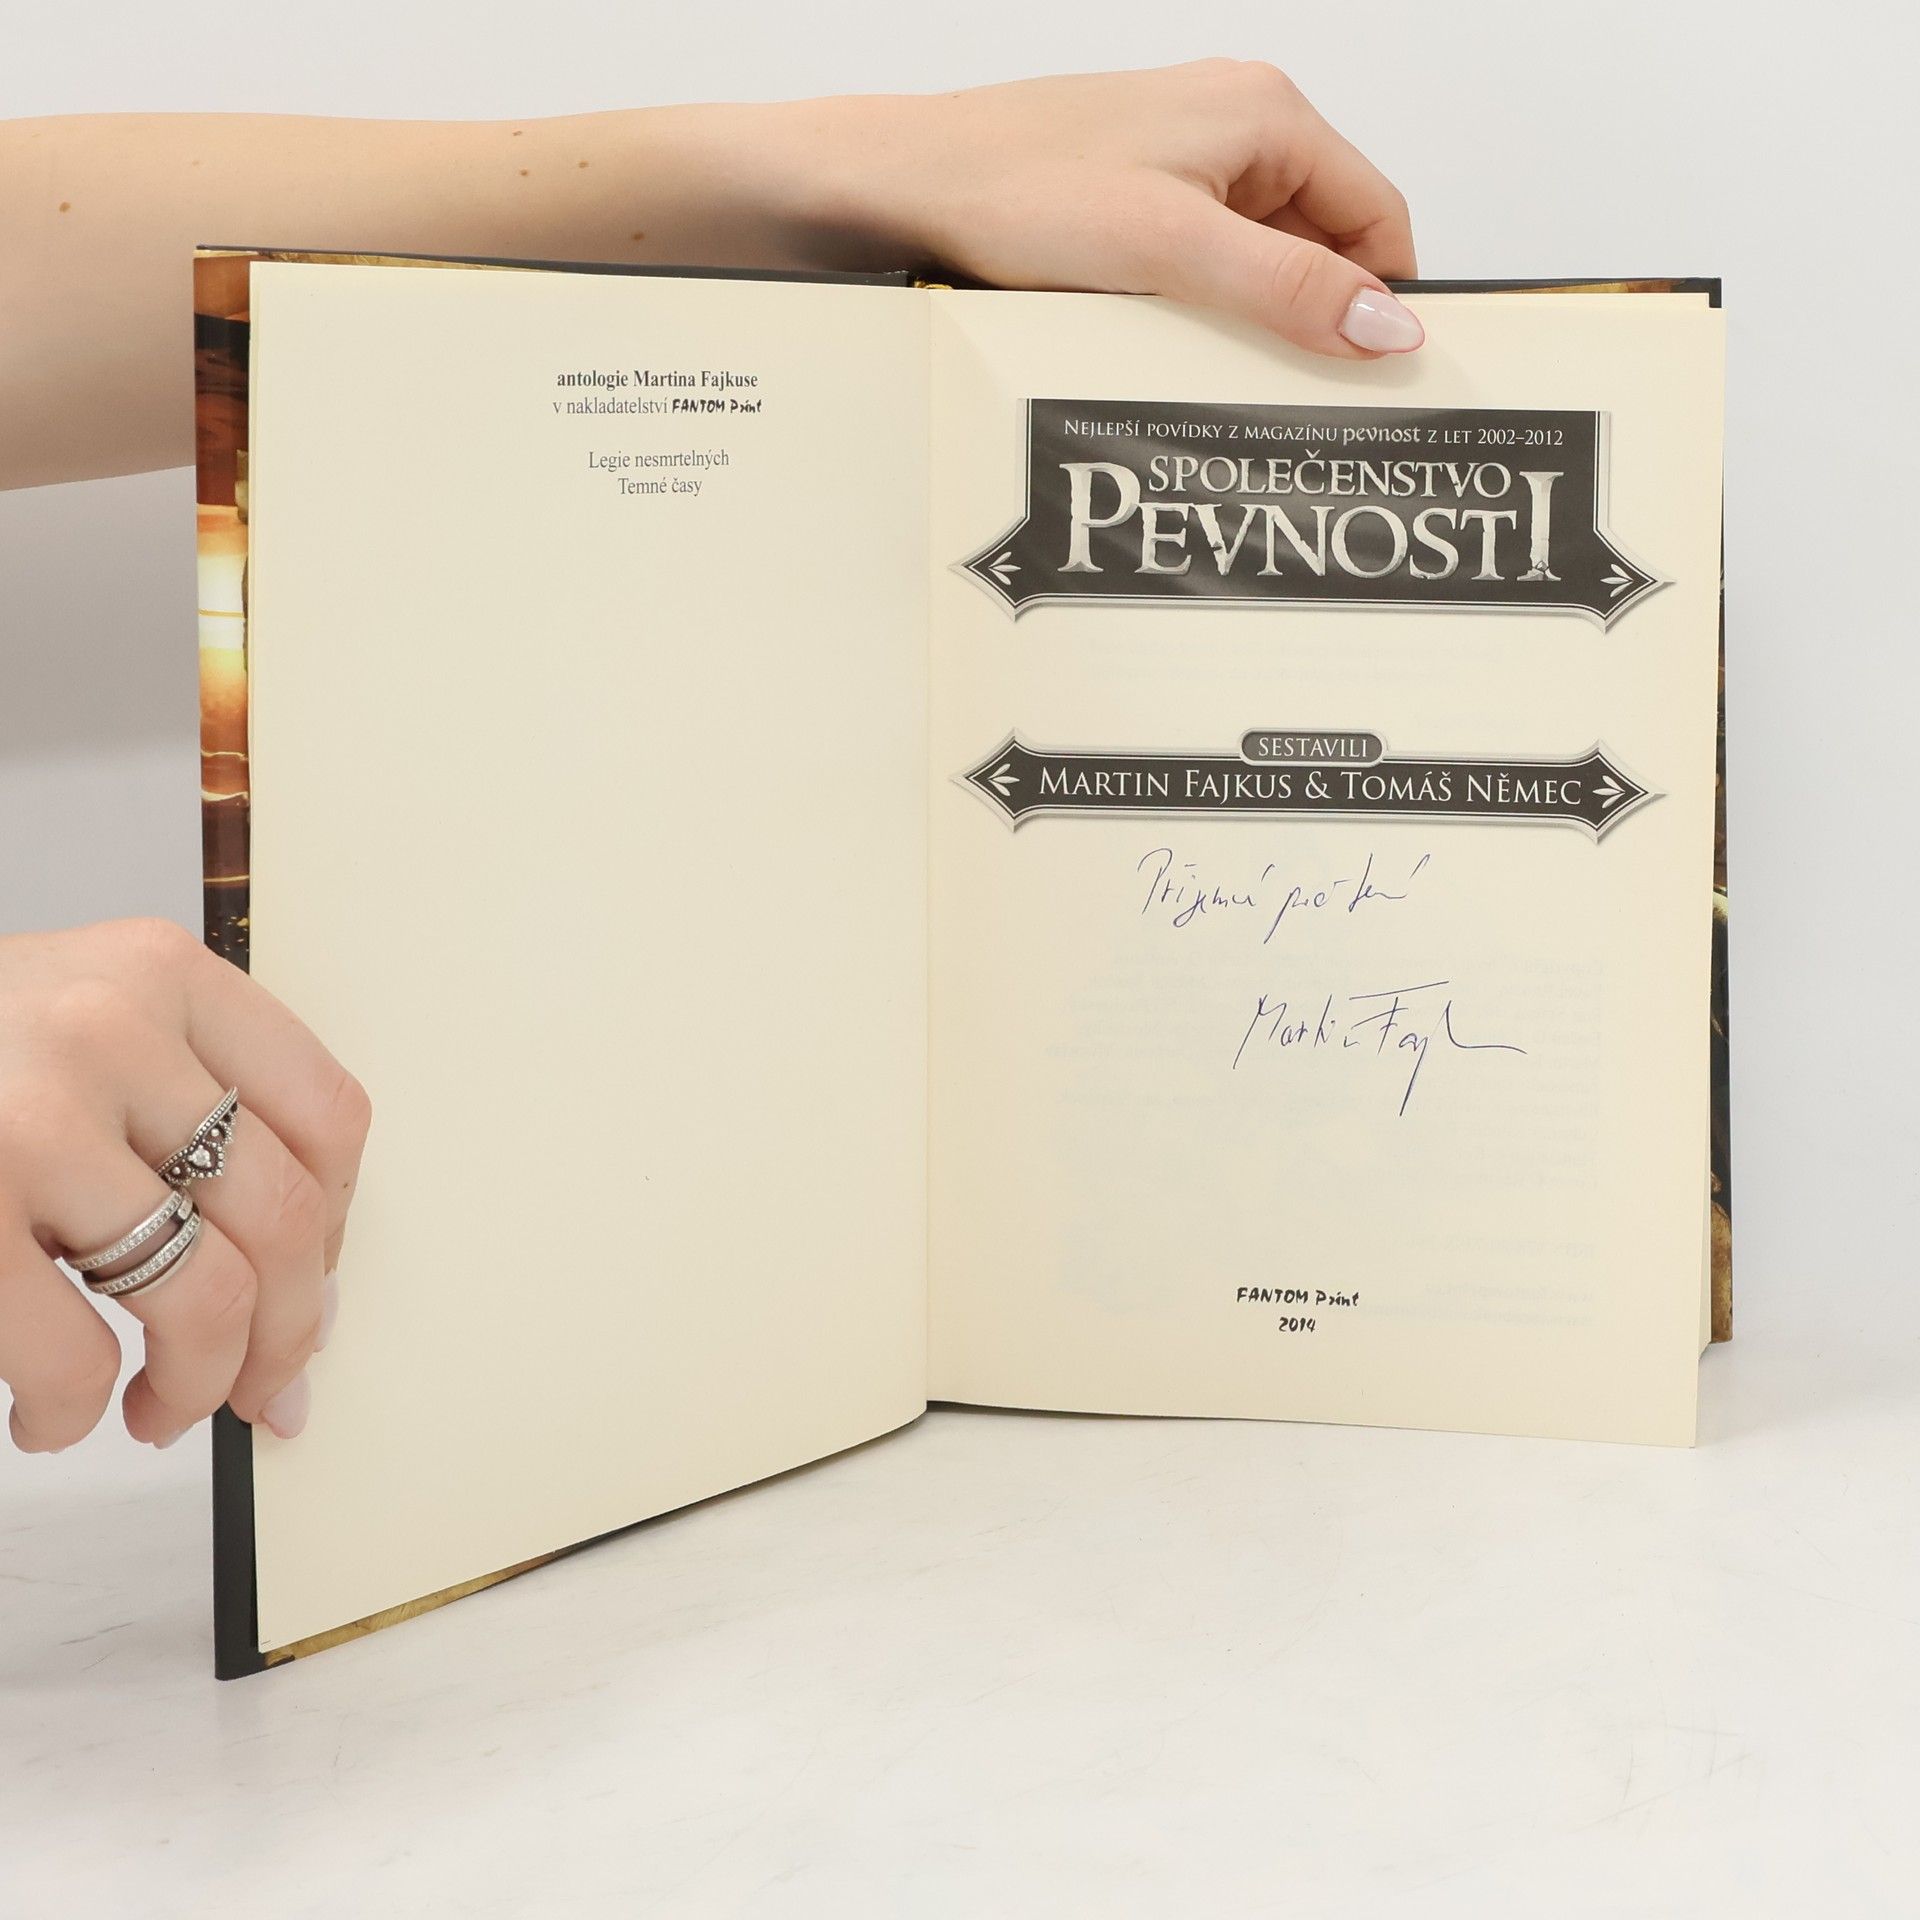 antologie Martina Fajkuse
v nakladatelství FANTOM Print
Legie nesmrtelných
Temné časy
NEJLEPŠÍ POVÍDKY Z MAGAZÍNU pevnost Z LET 2002–2012
SPOLEČENSTVO
PEVNOSTI
SESTAVILI
MARTIN FAJKUS & TOMÁŠ NĚMEC
Příjemné počtení
Martin Fajkus
FANTOM Print
2014